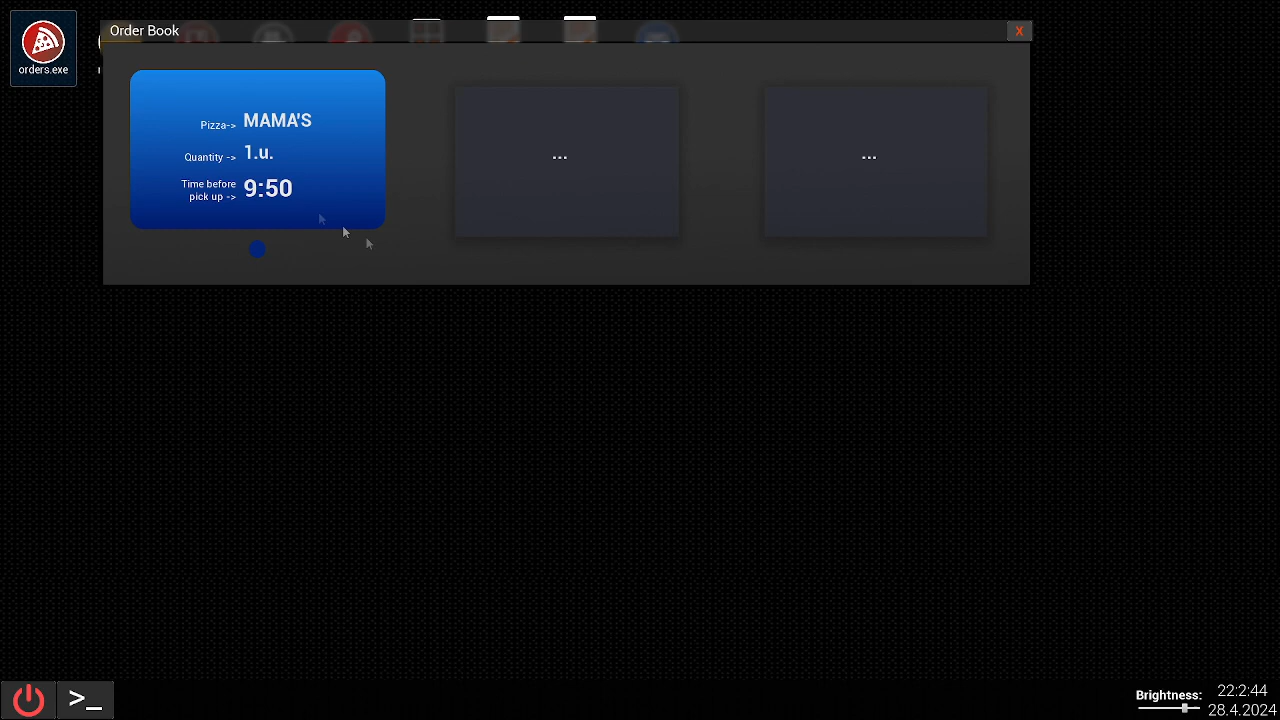 Order Book
X
orders.exe
Pizza-> MAMA'S
Quantity -> 1.u.
Time before
pick up -> 9:50
...
...
>_
Brightness:
22:2:44
28.4.2024